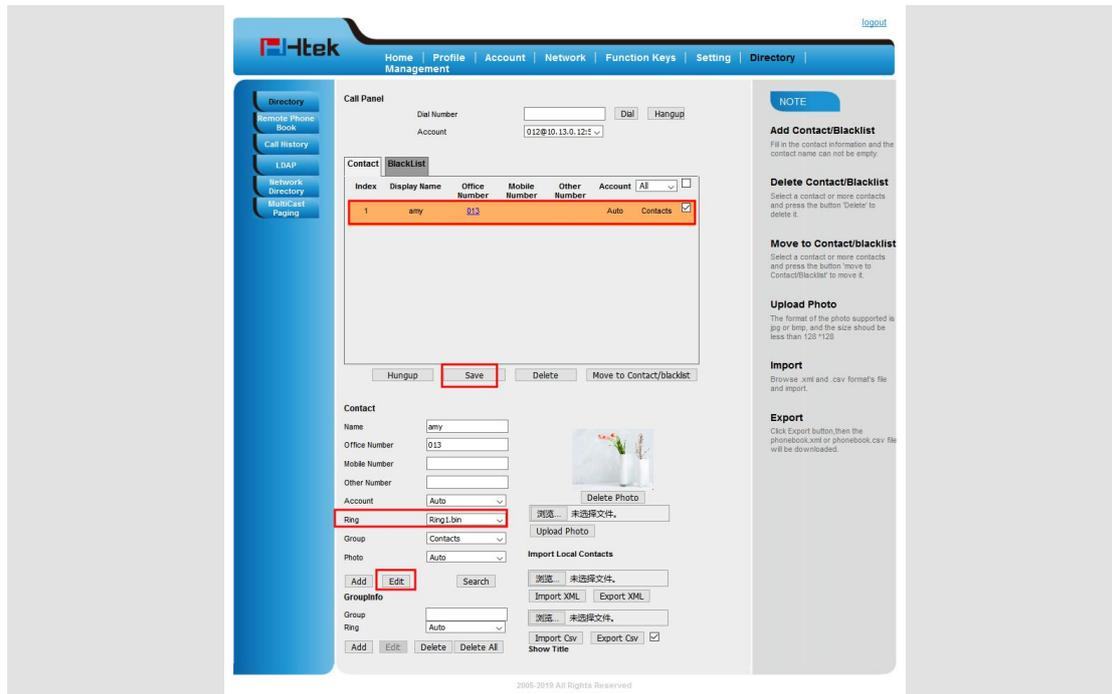 logout
Htek
Home | Profile | Account | Network | Function Keys | Setting | Directory |
Management
Directory
Remote Phone
Book
Call History
LDAP
Network
Directory
MultiCast
Paging
Call Panel
Dial Number
Dial
Hangup
Account
012@10.13.0.12:5
Contact
BlackList
Index Display Name Office Number Mobile Number Other Number Account All
1 amy 013 Auto Contacts
Hungup
Save
Delete
Move to Contact/blacklist
Contact
Name amy
Office Number 013
Mobile Number
Other Number
Account Auto
Ring Ring1.bin
Group Contacts
Photo Auto
Add Edit Search
Delete Photo
浏览... 未选择文件。
Upload Photo
Import Local Contacts
浏览... 未选择文件。
Import XML Export XML
浏览... 未选择文件。
Import Csv Export Csv
Show Title
GroupInfo
Group
Ring Auto
Add Edit Delete Delete All
NOTE
Add Contact/Blacklist
Fill in the contact information and the
contact name can not be empty.
Delete Contact/Blacklist
Select a contact or more contacts
and press the button 'Delete' to
delete it.
Move to Contact/blacklist
Select a contact or more contacts
and press the button 'move to
Contact/Blacklist' to move it.
Upload Photo
The format of the photo supported is
jpg or bmp, and the size shoud be
less than 128 *128
Import
Browse .xml and .csv format's file
and import.
Export
Click Export button,then the
phonebook.xml or phonebook.csv file
will be downloaded.
2005-2019 All Rights Reserved